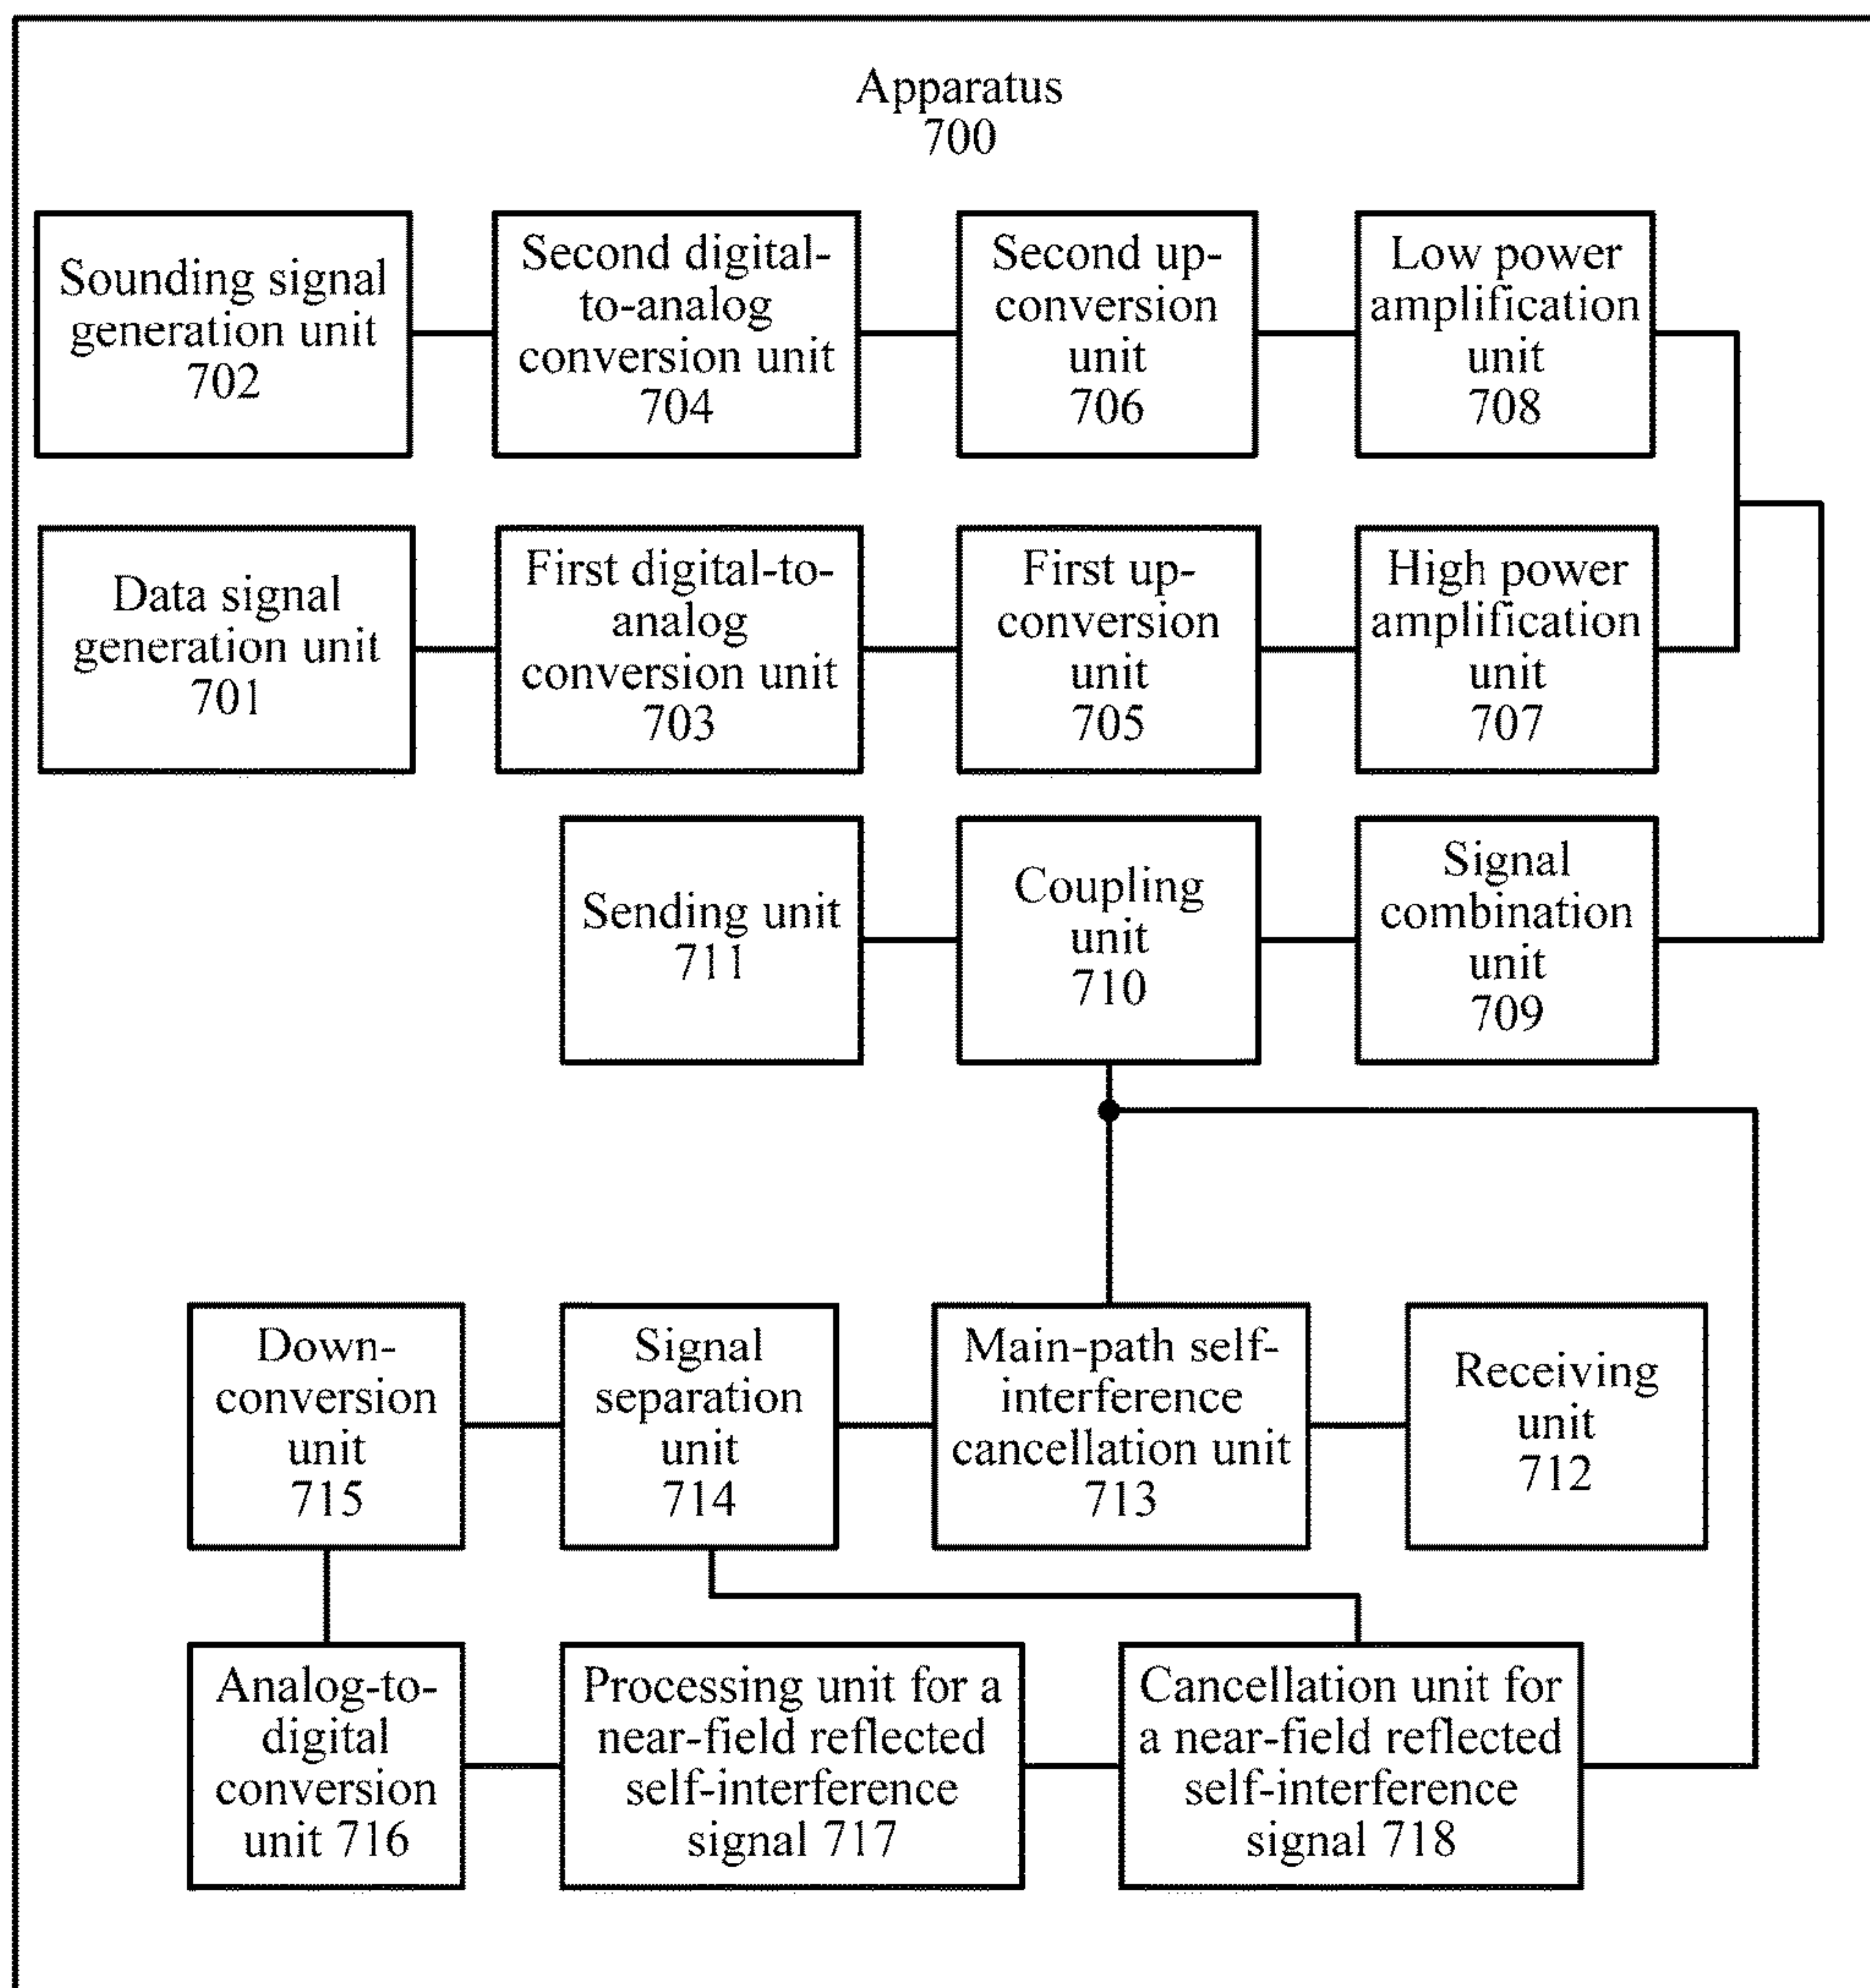 Apparatus
700
Sounding signal
generation unit
702
Second digital-
to-analog
conversion unit
704
Second up-
conversion
unit
706
Low power
amplification
unit
708
Data signal
generation unit
701
First digital-to-
analog
conversion unit
703
First up-
conversion
unit
705
High power
amplification
unit
707
Sending unit
711
Coupling
unit
710
Signal
combination
unit
709
Down-
conversion
unit
715
Signal
separation
unit
714
Main-path self-
interference
cancellation unit
713
Receiving
unit
712
Analog-to-
digital
conversion
unit 716
Processing unit for a
near-field reflected
self-interference
signal 717
Cancellation unit for
a near-field reflected
self-interference
signal 718